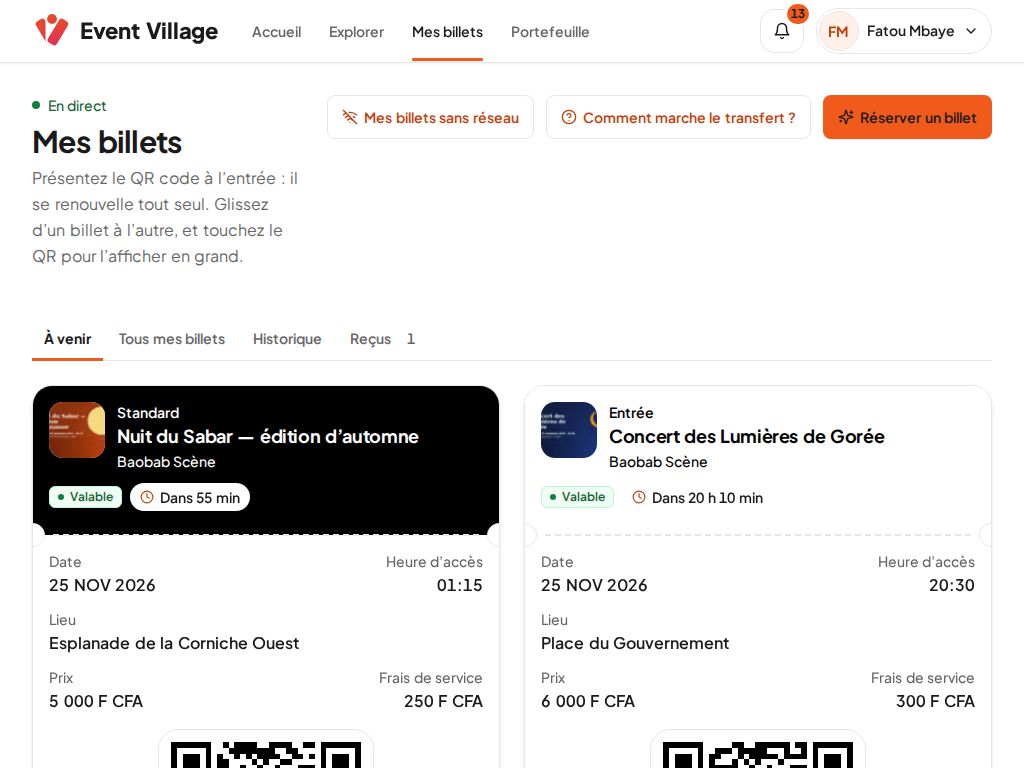 Event Village
Accueil
Explorer
Mes billets
Portefeuille
13
FM
Fatou Mbaye
En direct
Mes billets
Présentez le QR code à l’entrée : il
se renouvelle tout seul. Glissez
d’un billet à l’autre, et touchez le
QR pour l’afficher en grand.
Mes billets sans réseau
Comment marche le transfert ?
Réserver un billet
À venir
Tous mes billets
Historique
Reçus 1
Standard
Nuit du Sabar — édition d’automne
Baobab Scène
Valable
Dans 55 min
Date
Heure d’accès
25 NOV 2026
01:15
Lieu
Esplanade de la Corniche Ouest
Prix
Frais de service
5 000 F CFA
250 F CFA
Entrée
Concert des Lumières de Gorée
Baobab Scène
Valable
Dans 20 h 10 min
Date
Heure d’accès
25 NOV 2026
20:30
Lieu
Place du Gouvernement
Prix
Frais de service
6 000 F CFA
300 F CFA